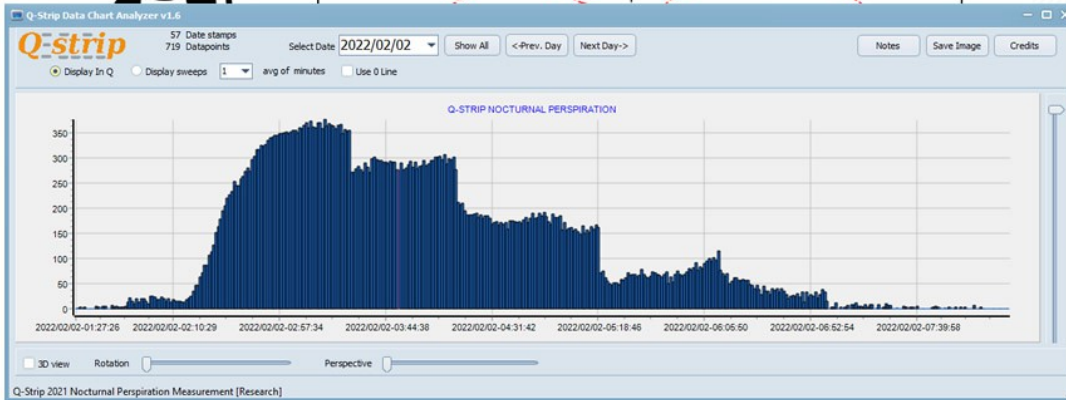 Q-Strip Data Chart Analyzer v1.6
Q-strip
57 Date stamps
719 Datapoints
Select Date 2022/02/02 Show All <-Prev. Day Next Day-> Notes Save Image Credits
Display In Q Display sweeps 1 avg of minutes Use 0 Line
Q-STRIP NOCTURNAL PERSPIRATION
350
300
250
200
150
100
50
0
2022/02/02-01:27:26 2022/02/02-02:10:29 2022/02/02-02:57:34 2022/02/02-03:44:38 2022/02/02-04:31:42 2022/02/02-05:18:46 2022/02/02-06:05:50 2022/02/02-06:52:54 2022/02/02-07:39:58
3D view Rotation Perspective
Q-Strip 2021 Nocturnal Perspiration Measurement [Research]